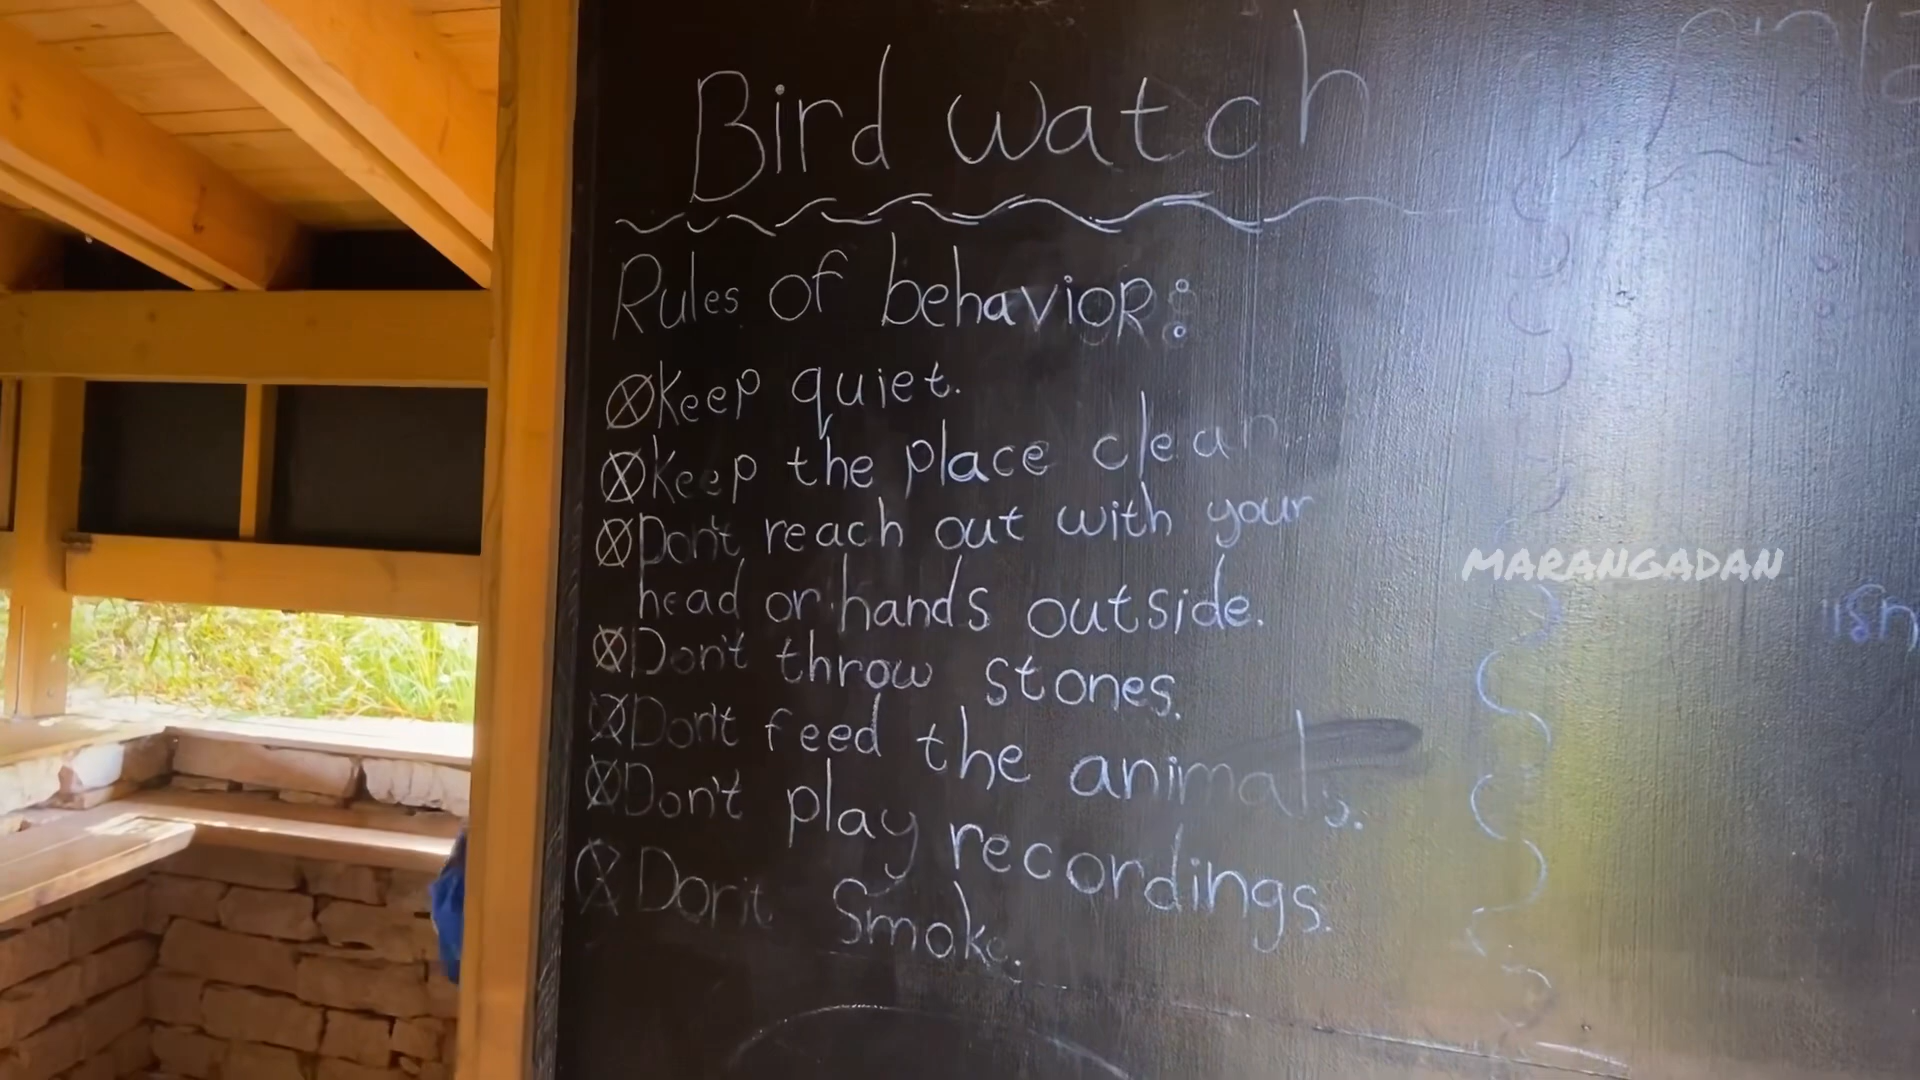 Bird watch
Rules of behavior:
Keep quiet.
Keep the place clean.
Don't reach out with your
head or hands outside.
Don't throw stones.
Don't feed the animals.
Don't play recordings.
Don't Smoke.
MARANGADAN